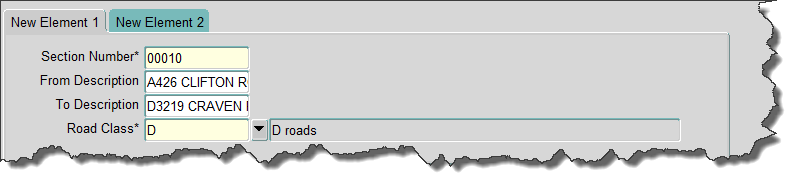 New Element 1 New Element 2
Section Number* 00010
From Description A426 CLIFTON
To Description D3219 CRAVEN
Road Class* D D roads